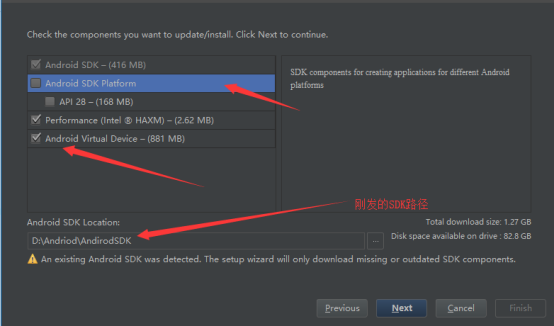 Check the components you want to update/install. Click Next to continue.
Android SDK – (416 MB)
Android SDK Platform
API 28 – (168 MB)
Performance (Intel ® HAXM) – (2.62 MB)
Android Virtual Device – (881 MB)
SDK components for creating applications for different Android
platforms
刚发的SDK路径
Android SDK Location:
Total download size: 1.27 GB
D:\Andriod\AndirodSDK
...
Disk space available on drive : 82.8 GB
An existing Android SDK was detected. The setup wizard will only download missing or outdated SDK components.
Previous
Next
Cancel
Finish